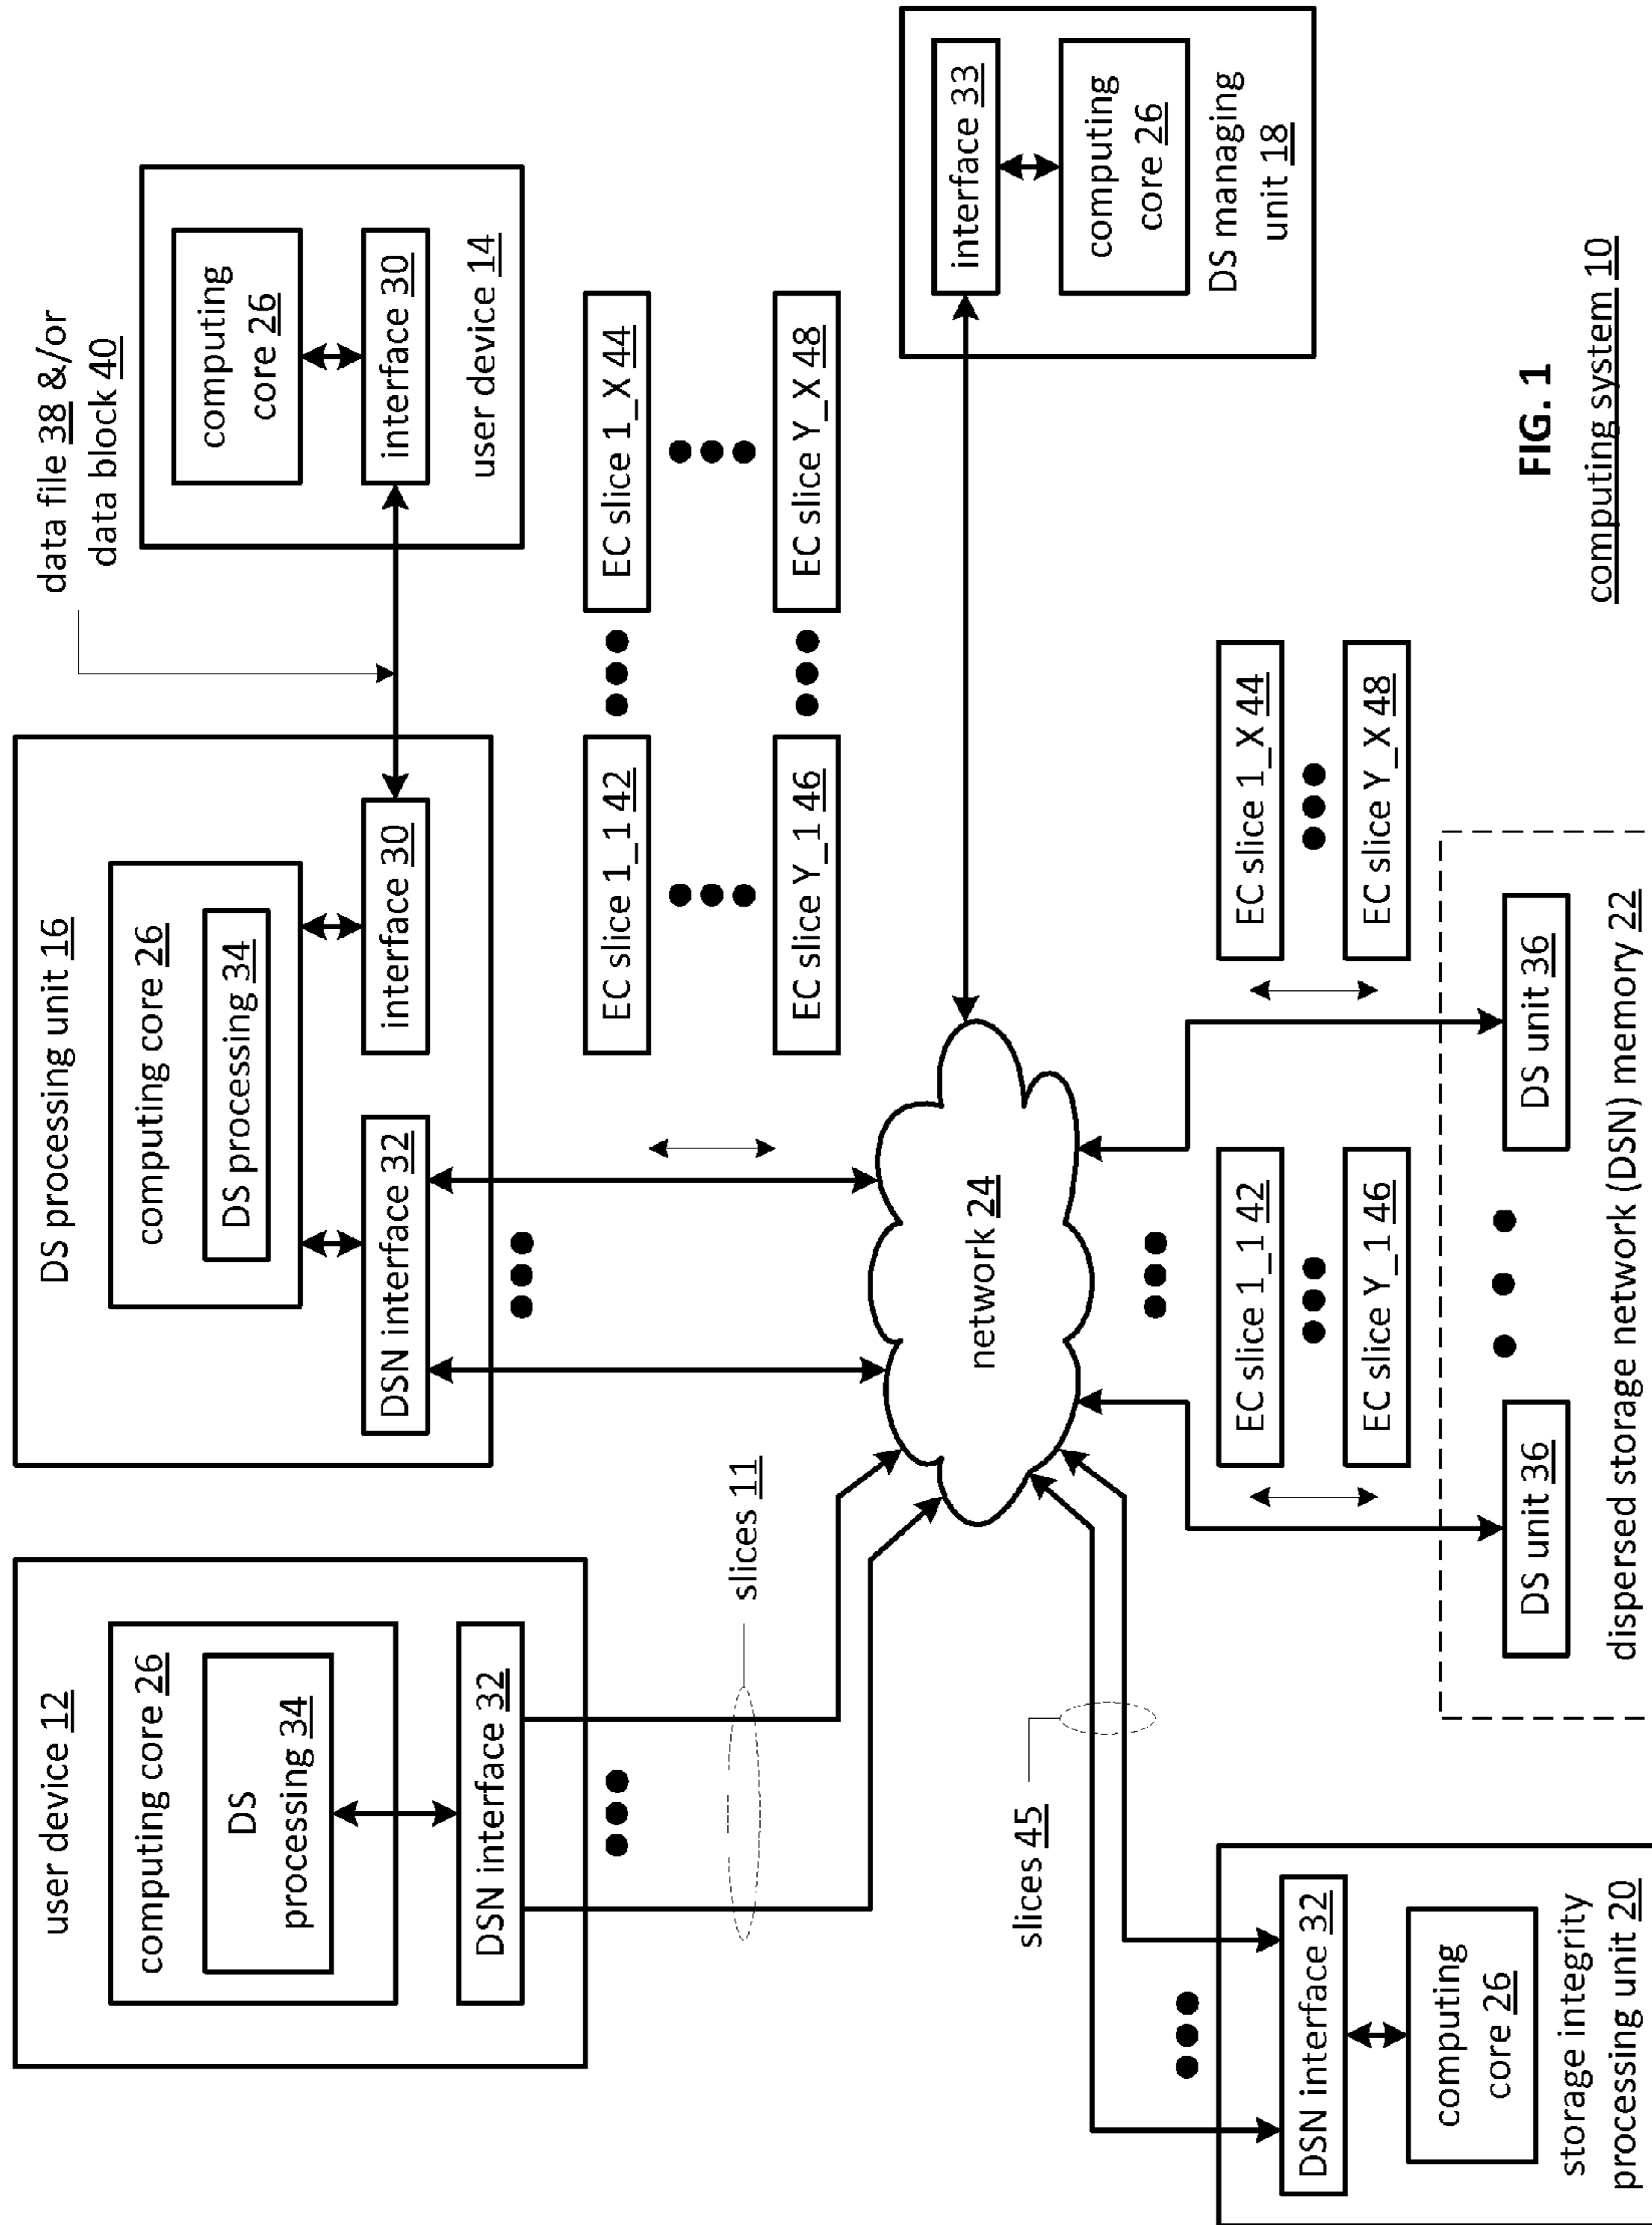 user device 12
computing core 26
DS
processing 34
DSN interface 32
slices 11
DS processing unit 16
computing core 26
DS processing 34
DSN interface 32
interface 30
data file 38 &/or
data block 40
computing
core 26
interface 30
user device 14
EC slice 1_1 42
EC slice 1_X 44
EC slice Y_1 46
EC slice Y_X 48
network 24
interface 33
computing
core 26
DS managing
unit 18
slices 45
DSN interface 32
computing
core 26
storage integrity
processing unit 20
EC slice 1_1 42
EC slice Y_1 46
EC slice 1_X 44
EC slice Y_X 48
DS unit 36
DS unit 36
dispersed storage network (DSN) memory 22
FIG. 1
computing system 10